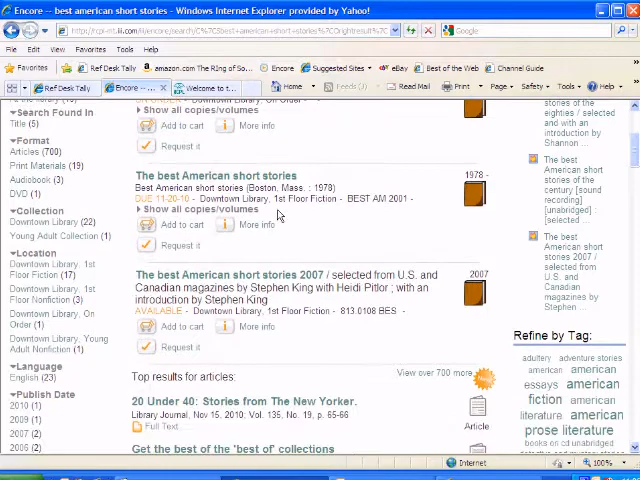 Encore -- best american short stories - Windows Internet Explorer provided by Yahoo!
Google
File Edit View Favorites Tools Help
Favorites Ref Desk Tally amazon.com The RIng of So... Encore Suggested Sites eBay Best of the Web Channel Guide
Ref Desk Tally Encore -- ... Welcome to t... Home Feeds (J) Read Mail Print Page Safety Tools
Downtown Library, On Order -
Show all copies/volumes
Add to cart More info
Request it
The best American short stories
Best American short stories (Boston, Mass. : 1978)
DUE 11-20-10 - Downtown Library, 1st Floor Fiction - BEST AM 2001 -
Show all copies/volumes
Add to cart More info
Request it
1978 -
The best American short stories 2007 / selected from U.S. and
Canadian magazines by Stephen King with Heidi Pitlor ; with an
introduction by Stephen King
AVAILABLE - Downtown Library, 1st Floor Fiction - 813.0108 BES -
Add to cart More info
Request it
2007
Top results for articles:
View over 700 more
20 Under 40: Stories from The New Yorker.
Library Journal, Nov 15, 2010; Vol. 135, No. 19, p. 65-66
Full Text
Article
Get the best of the 'best of' collections
Search Found In
Title (5)
Format
Articles (700)
Print Materials (19)
Audiobook (3)
DVD (1)
Collection
Downtown Library (22)
Young Adult Collection (1)
Location
Downtown Library, 1st
Floor Fiction (17)
Downtown Library, 1st
Floor Nonfiction (3)
Downtown Library, On
Order (1)
Downtown Library, Young
Adult Nonfiction (1)
Language
English (23)
Publish Date
2010 (1)
2009 (1)
2007 (2)
2006 (2)
stories of the
eighties /
selected and
with an
introduction by
Shannon ...
The best
American
short
stories of the
century
[sound
recording]
[unabridged] :
selected ...
The best
American
short
stories 2007 :
selected from
U.S. and
Canadian
magazines by
Stephen ...
Refine by Tag:
adultery adventure stories
american american
essays american
fiction american
literature american
prose literature
books on cd unabridged
Internet 100%